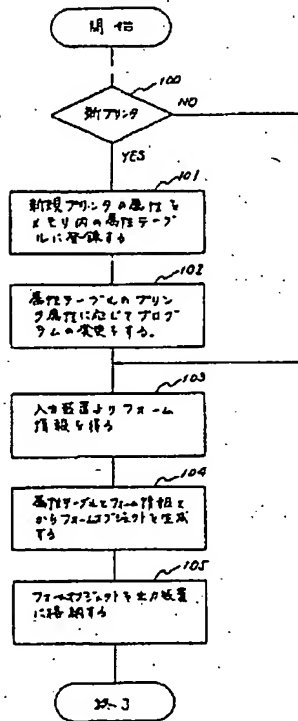 開始
100
新プリンタ
NO
YES
101
新規プリンタの属性を
メモリ内の属性テーブ
ルに登録する
102
属性テーブルのプリン
タ属性に応じてプログ
ラムの変更をする。
103
入力装置よりフォーム
情報を得る
104
属性テーブルとフォーム情報と
からフォームオブジェクトを生成
する
105
フォームオブジェクトを出力装置
に格納する
終了